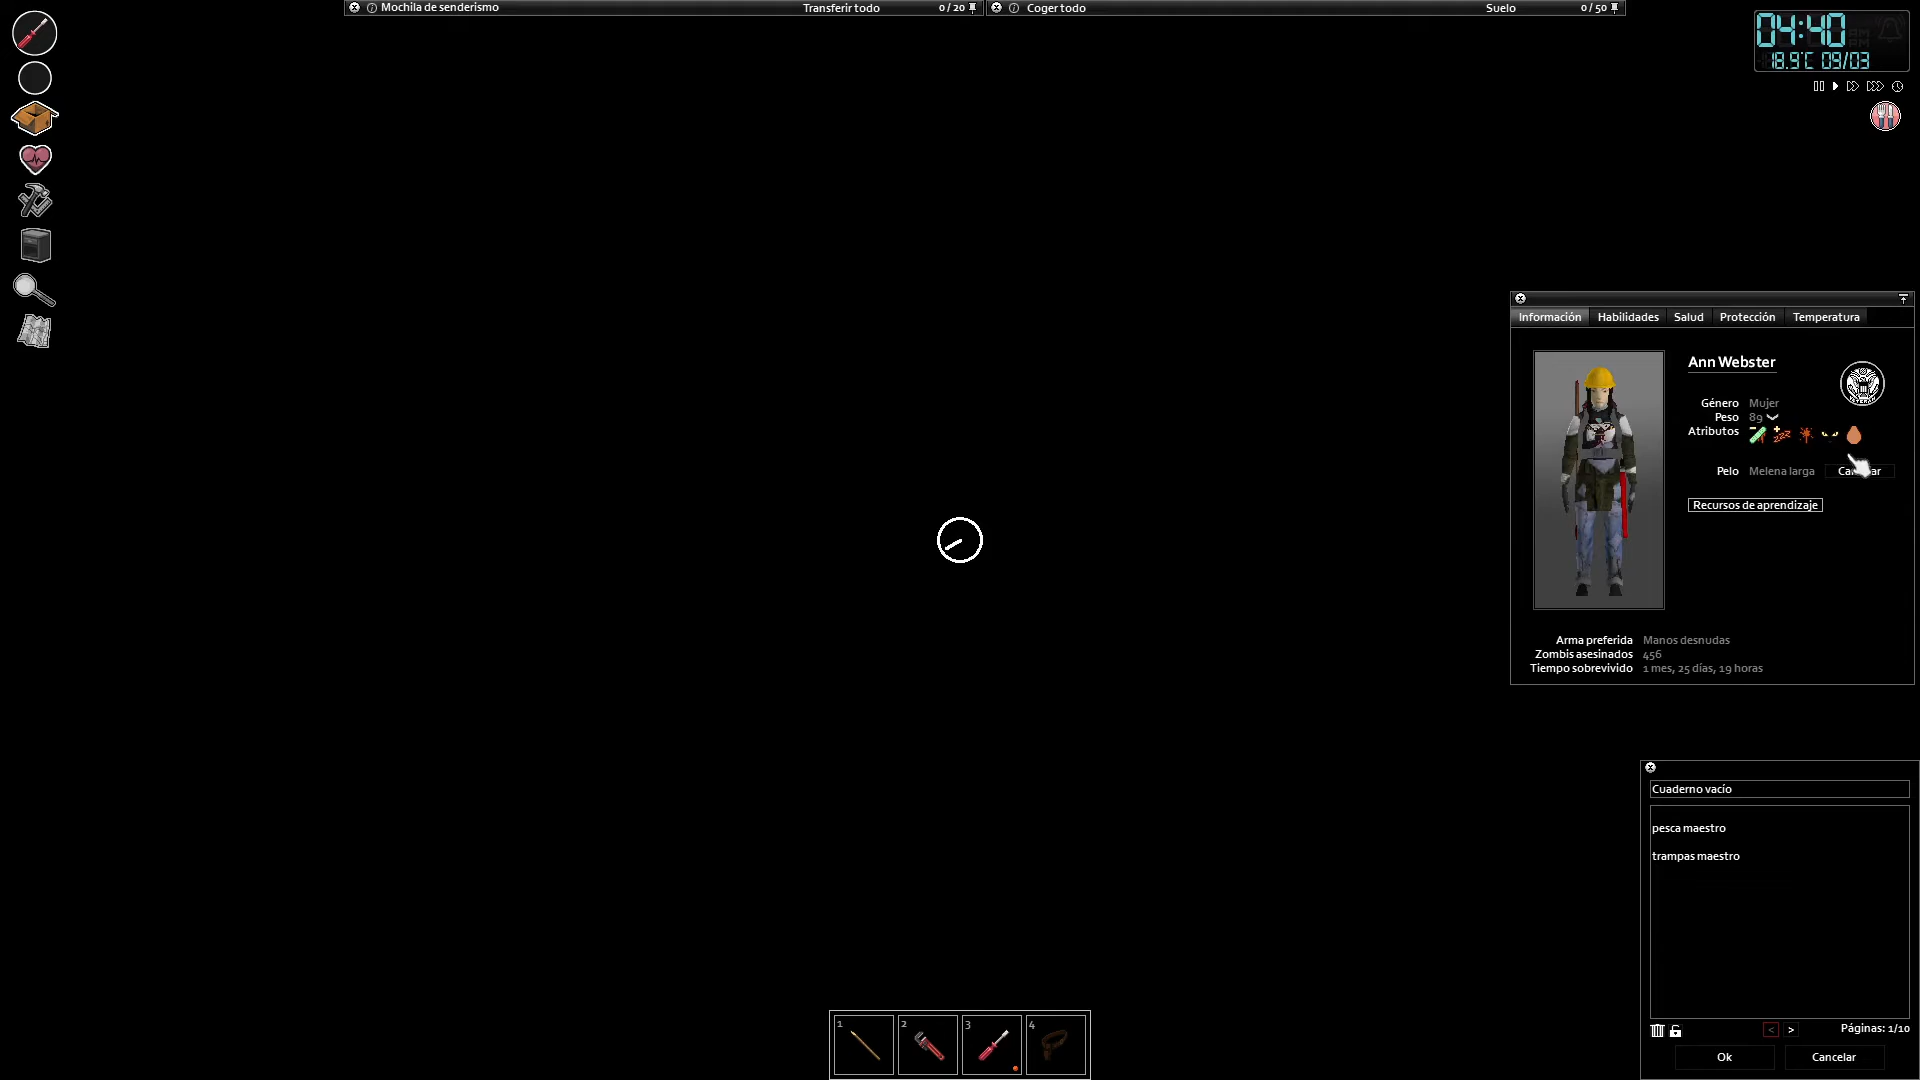 Mochila de senderismo Transferir todo 0 / 20
Coger todo Suelo 0 / 50
04:40
18.9°C 09/03
Información Habilidades Salud Protección Temperatura
Ann Webster
VETERAN
Género Mujer
Peso 89
Atributos
Pelo Melena larga
Recursos de aprendizaje
Arma preferida Manos desnudas
Zombis asesinados 456
Tiempo sobrevivido 1 mes, 25 días, 19 horas
Cuaderno vacío
pesca maestro
trampas maestro
< > Páginas: 1/10
Ok Cancelar
1 2 3 4